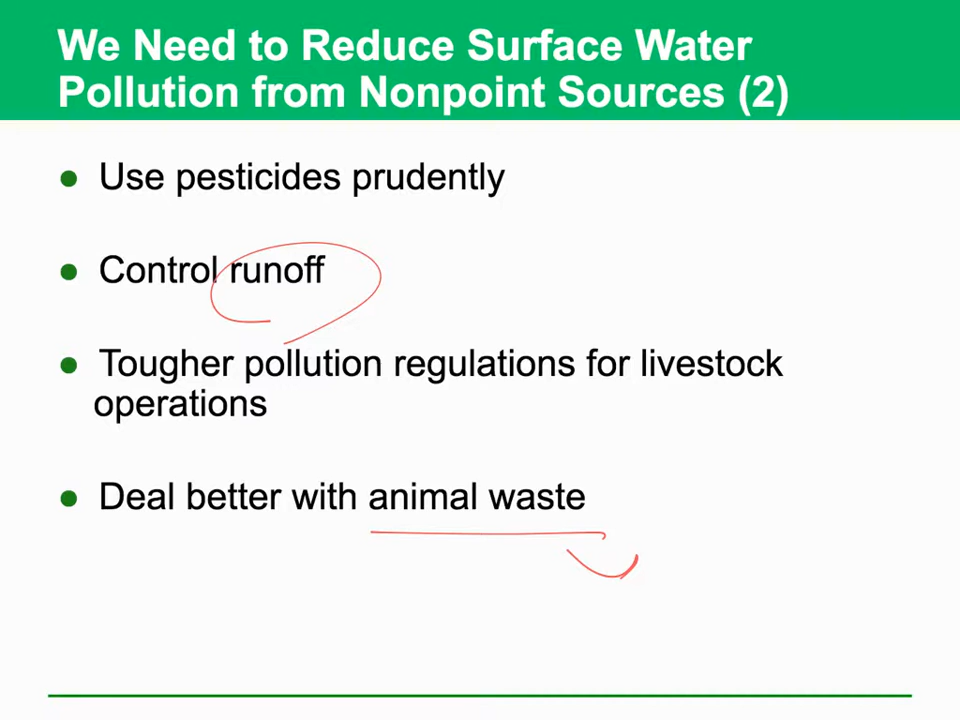 We Need to Reduce Surface Water
Pollution from Nonpoint Sources (2)
● Use pesticides prudently
● Control runoff
● Tougher pollution regulations for livestock
operations
● Deal better with animal waste